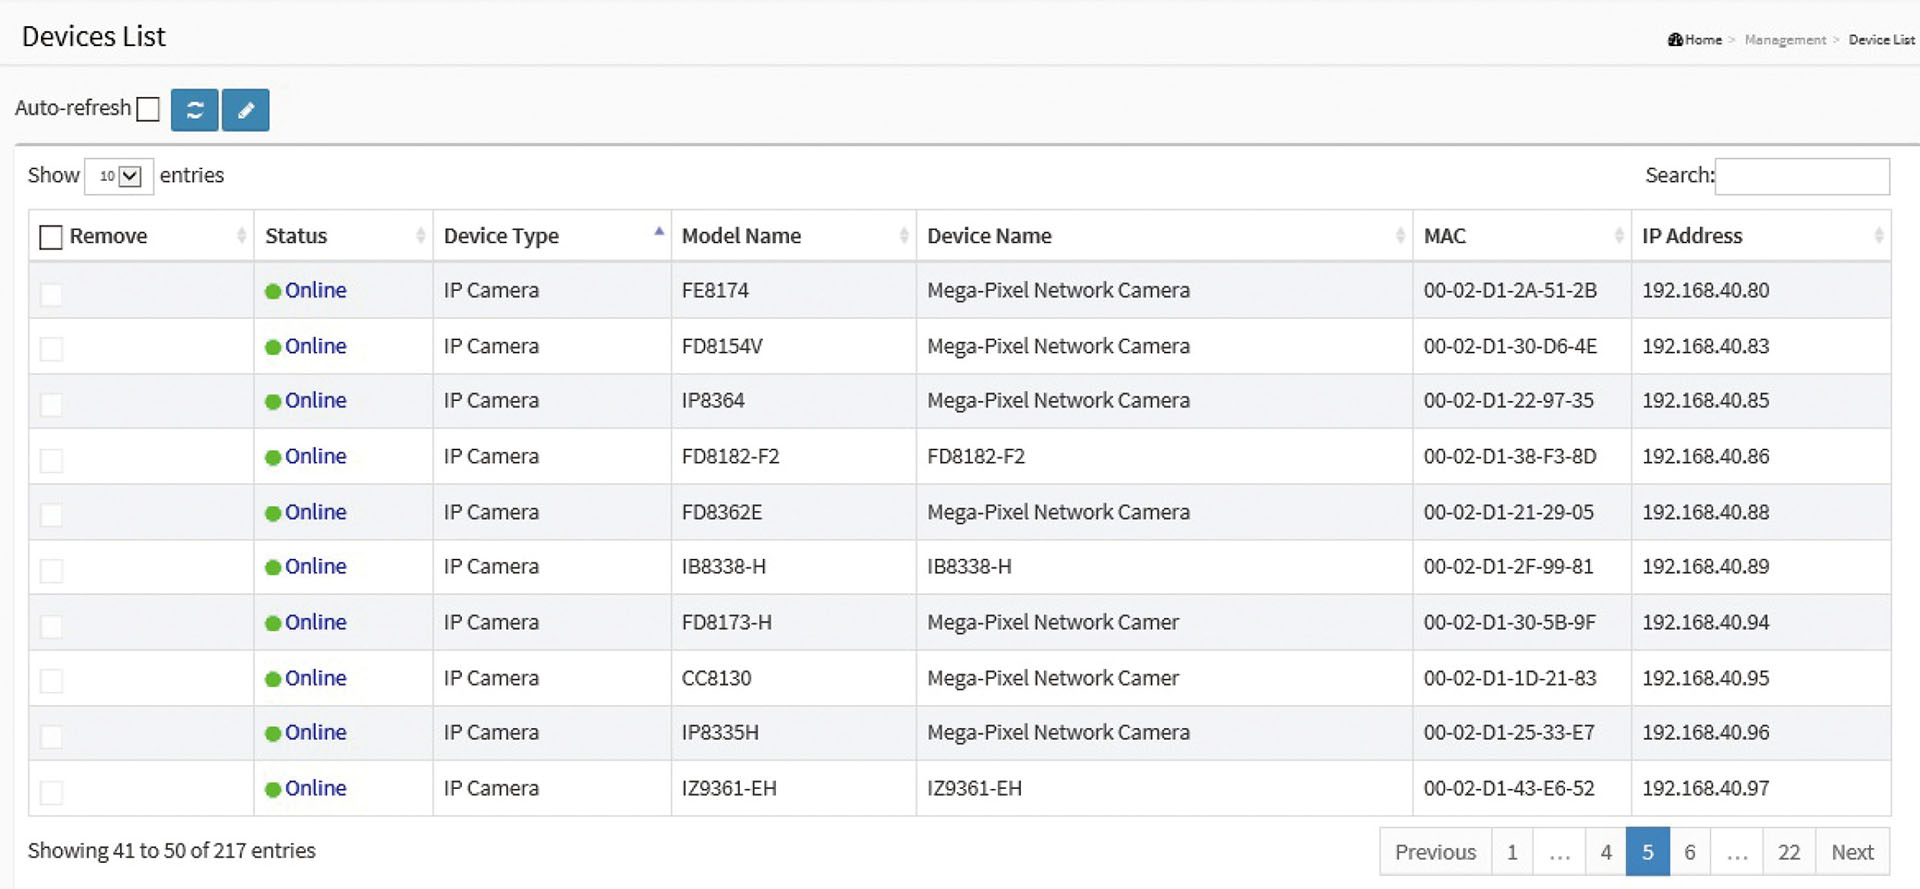 Devices List
Home > Management > Device List
Auto-refresh
Show 10 entries
Search:
Remove Status Device Type Model Name Device Name MAC IP Address
Online IP Camera FE8174 Mega-Pixel Network Camera 00-02-D1-2A-51-2B 192.168.40.80
Online IP Camera FD8154V Mega-Pixel Network Camera 00-02-D1-30-D6-4E 192.168.40.83
Online IP Camera IP8364 Mega-Pixel Network Camera 00-02-D1-22-97-35 192.168.40.85
Online IP Camera FD8182-F2 FD8182-F2 00-02-D1-38-F3-8D 192.168.40.86
Online IP Camera FD8362E Mega-Pixel Network Camera 00-02-D1-21-29-05 192.168.40.88
Online IP Camera IB8338-H IB8338-H 00-02-D1-2F-99-81 192.168.40.89
Online IP Camera FD8173-H Mega-Pixel Network Camer 00-02-D1-30-5B-9F 192.168.40.94
Online IP Camera CC8130 Mega-Pixel Network Camer 00-02-D1-1D-21-83 192.168.40.95
Online IP Camera IP8335H Mega-Pixel Network Camera 00-02-D1-25-33-E7 192.168.40.96
Online IP Camera IZ9361-EH IZ9361-EH 00-02-D1-43-E6-52 192.168.40.97
Showing 41 to 50 of 217 entries
Previous 1 ... 4 5 6 ... 22 Next